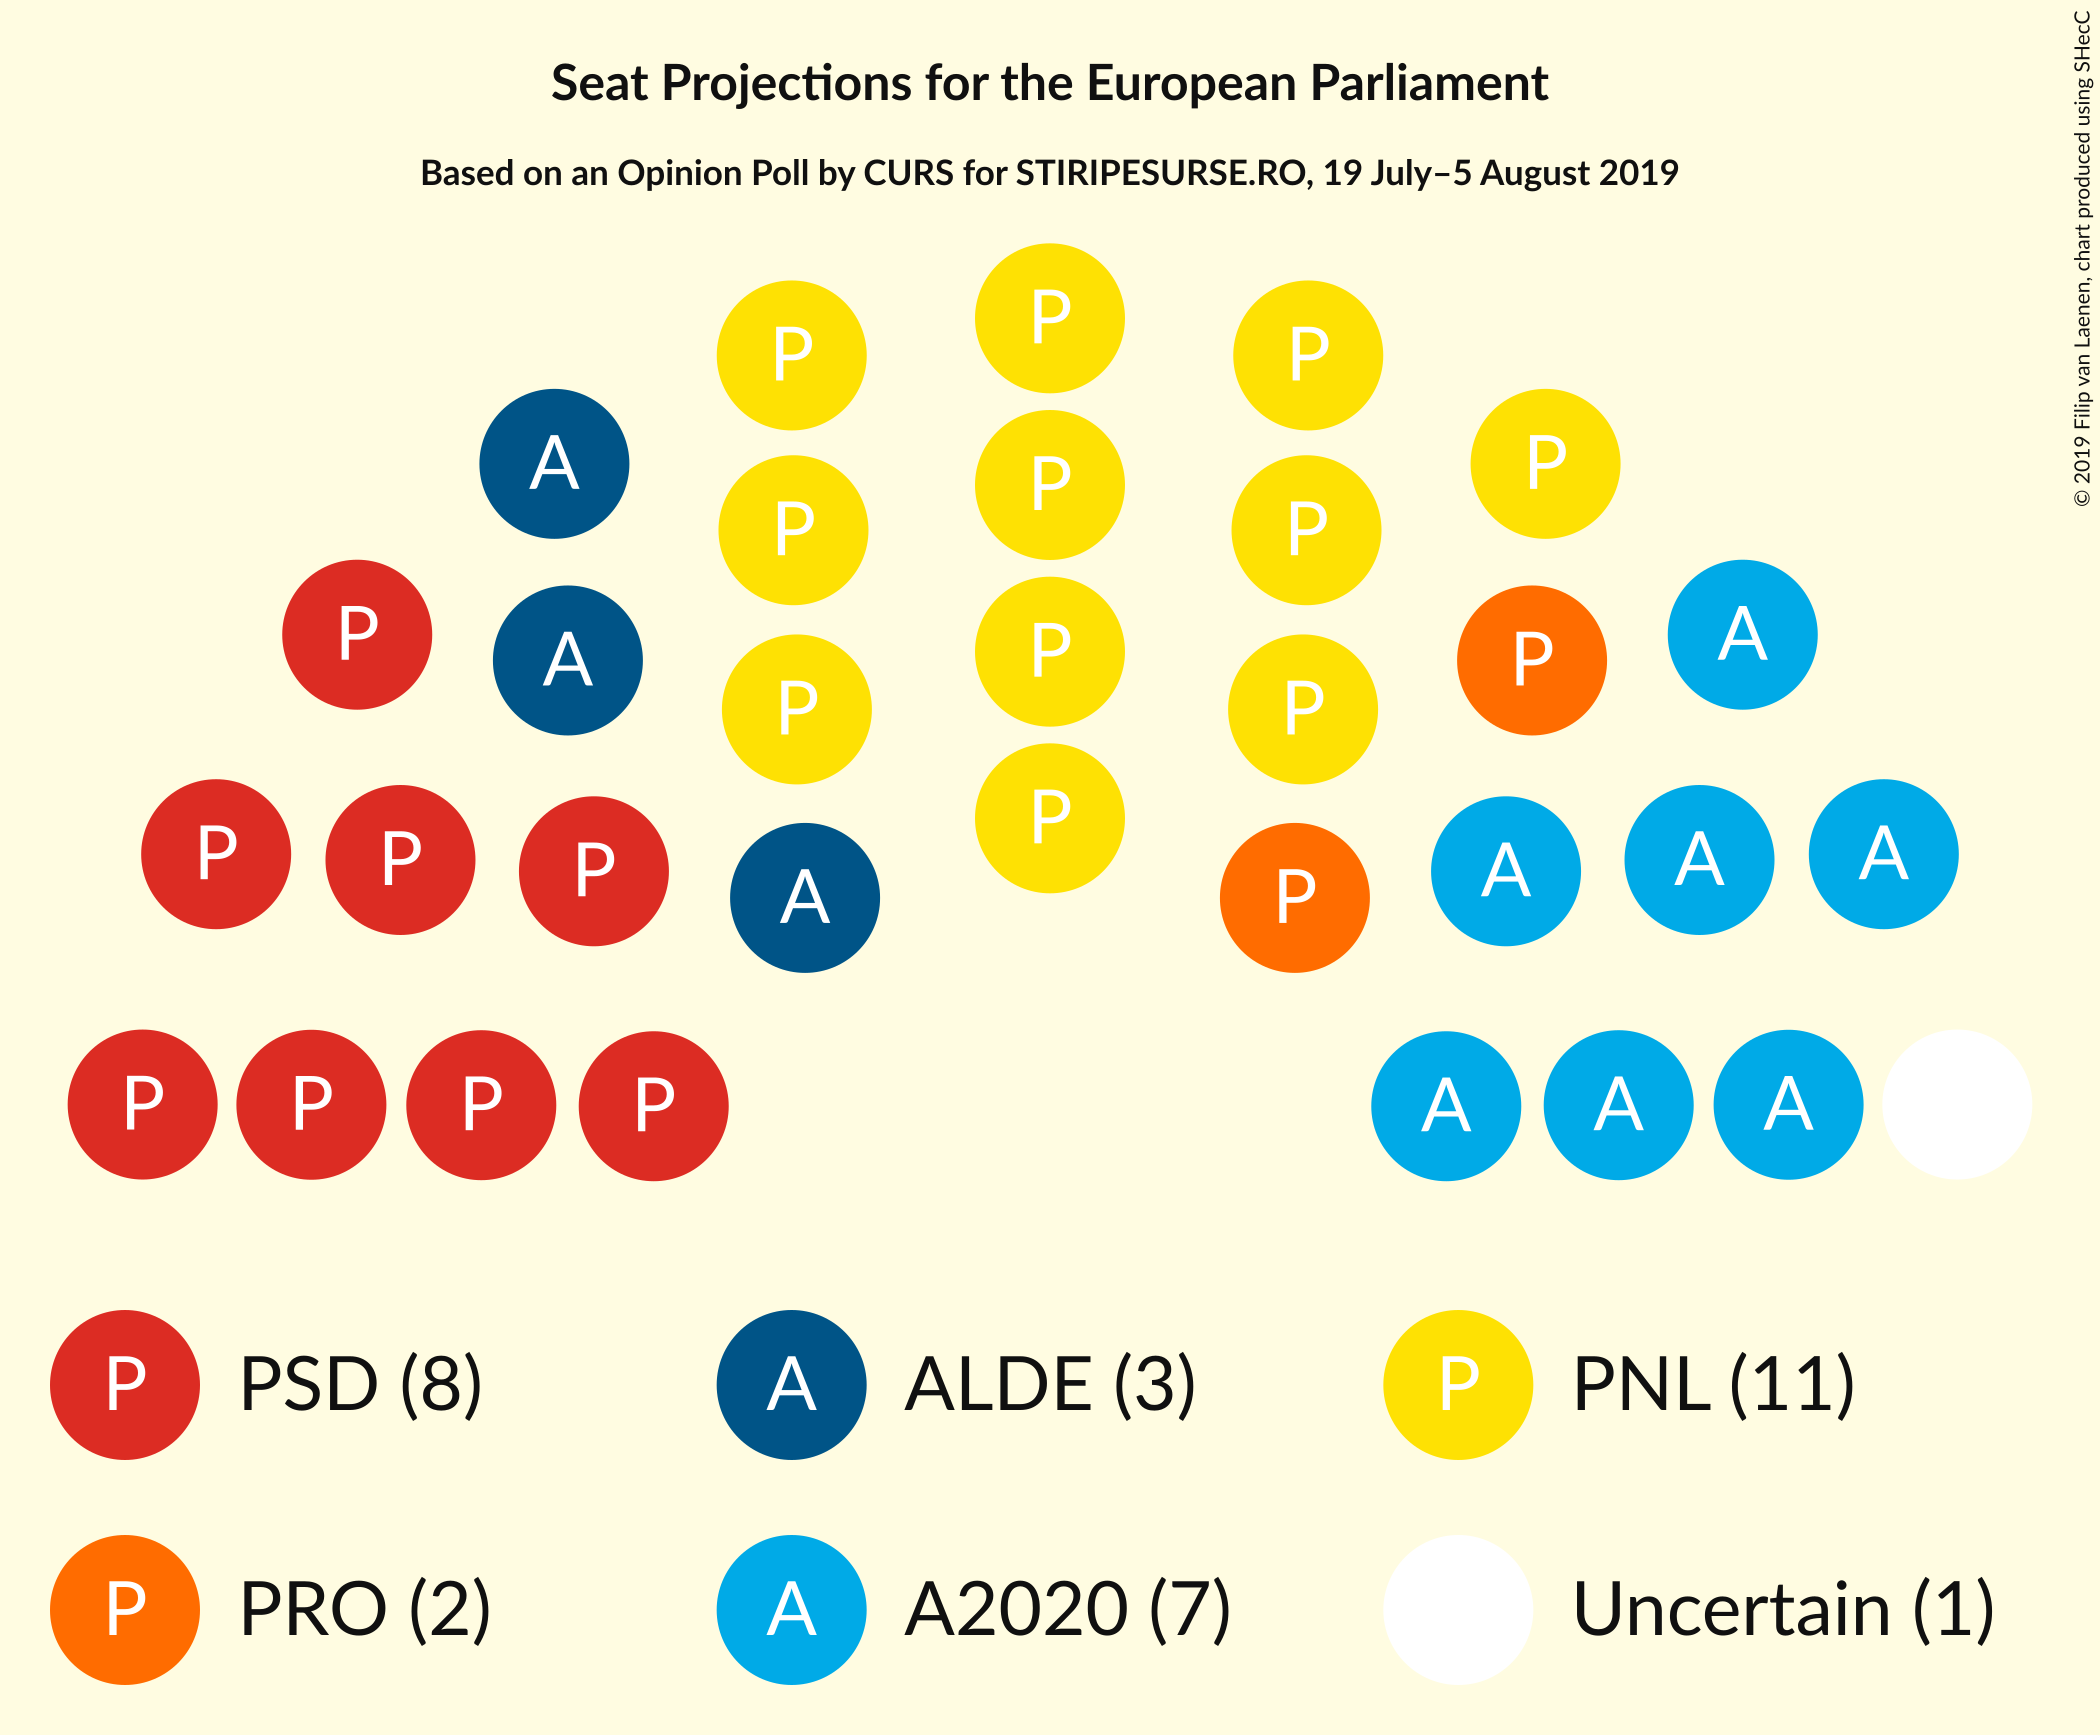 Seat Projections for the European Parliament
Based on an Opinion Poll by CURS for STIRIPESURSE.RO, 19 July–5 August 2019
© 2019 Filip van Laenen, chart produced using SHecC
P
P P
A P
P P P
P A
A P P
P P P
P P
P
P P P A A A A
A P
P P P P A A A
P PSD (8) A ALDE (3) P PNL (11)
P PRO (2) A A2020 (7) Uncertain (1)